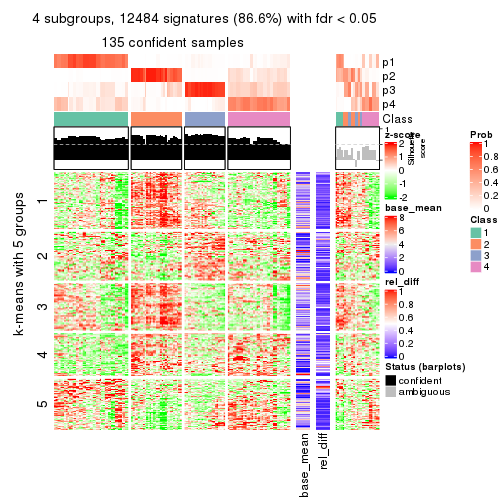 4 subgroups, 12484 signatures (86.6%) with fdr < 0.05
135 confident samples
p1
p2
p3
p4
Class
1
Silhouette
score
z-score
2
1
0
-1
-2
Prob
1
0.8
0.6
0.4
0.2
0
base_mean
8
6
4
2
0
Class
1
2
3
4
rel_diff
1
0.8
0.6
0.4
0.2
0
Status (barplots)
confident
ambiguous
k-means with 5 groups
1
2
3
4
5
base_mean
rel_diff